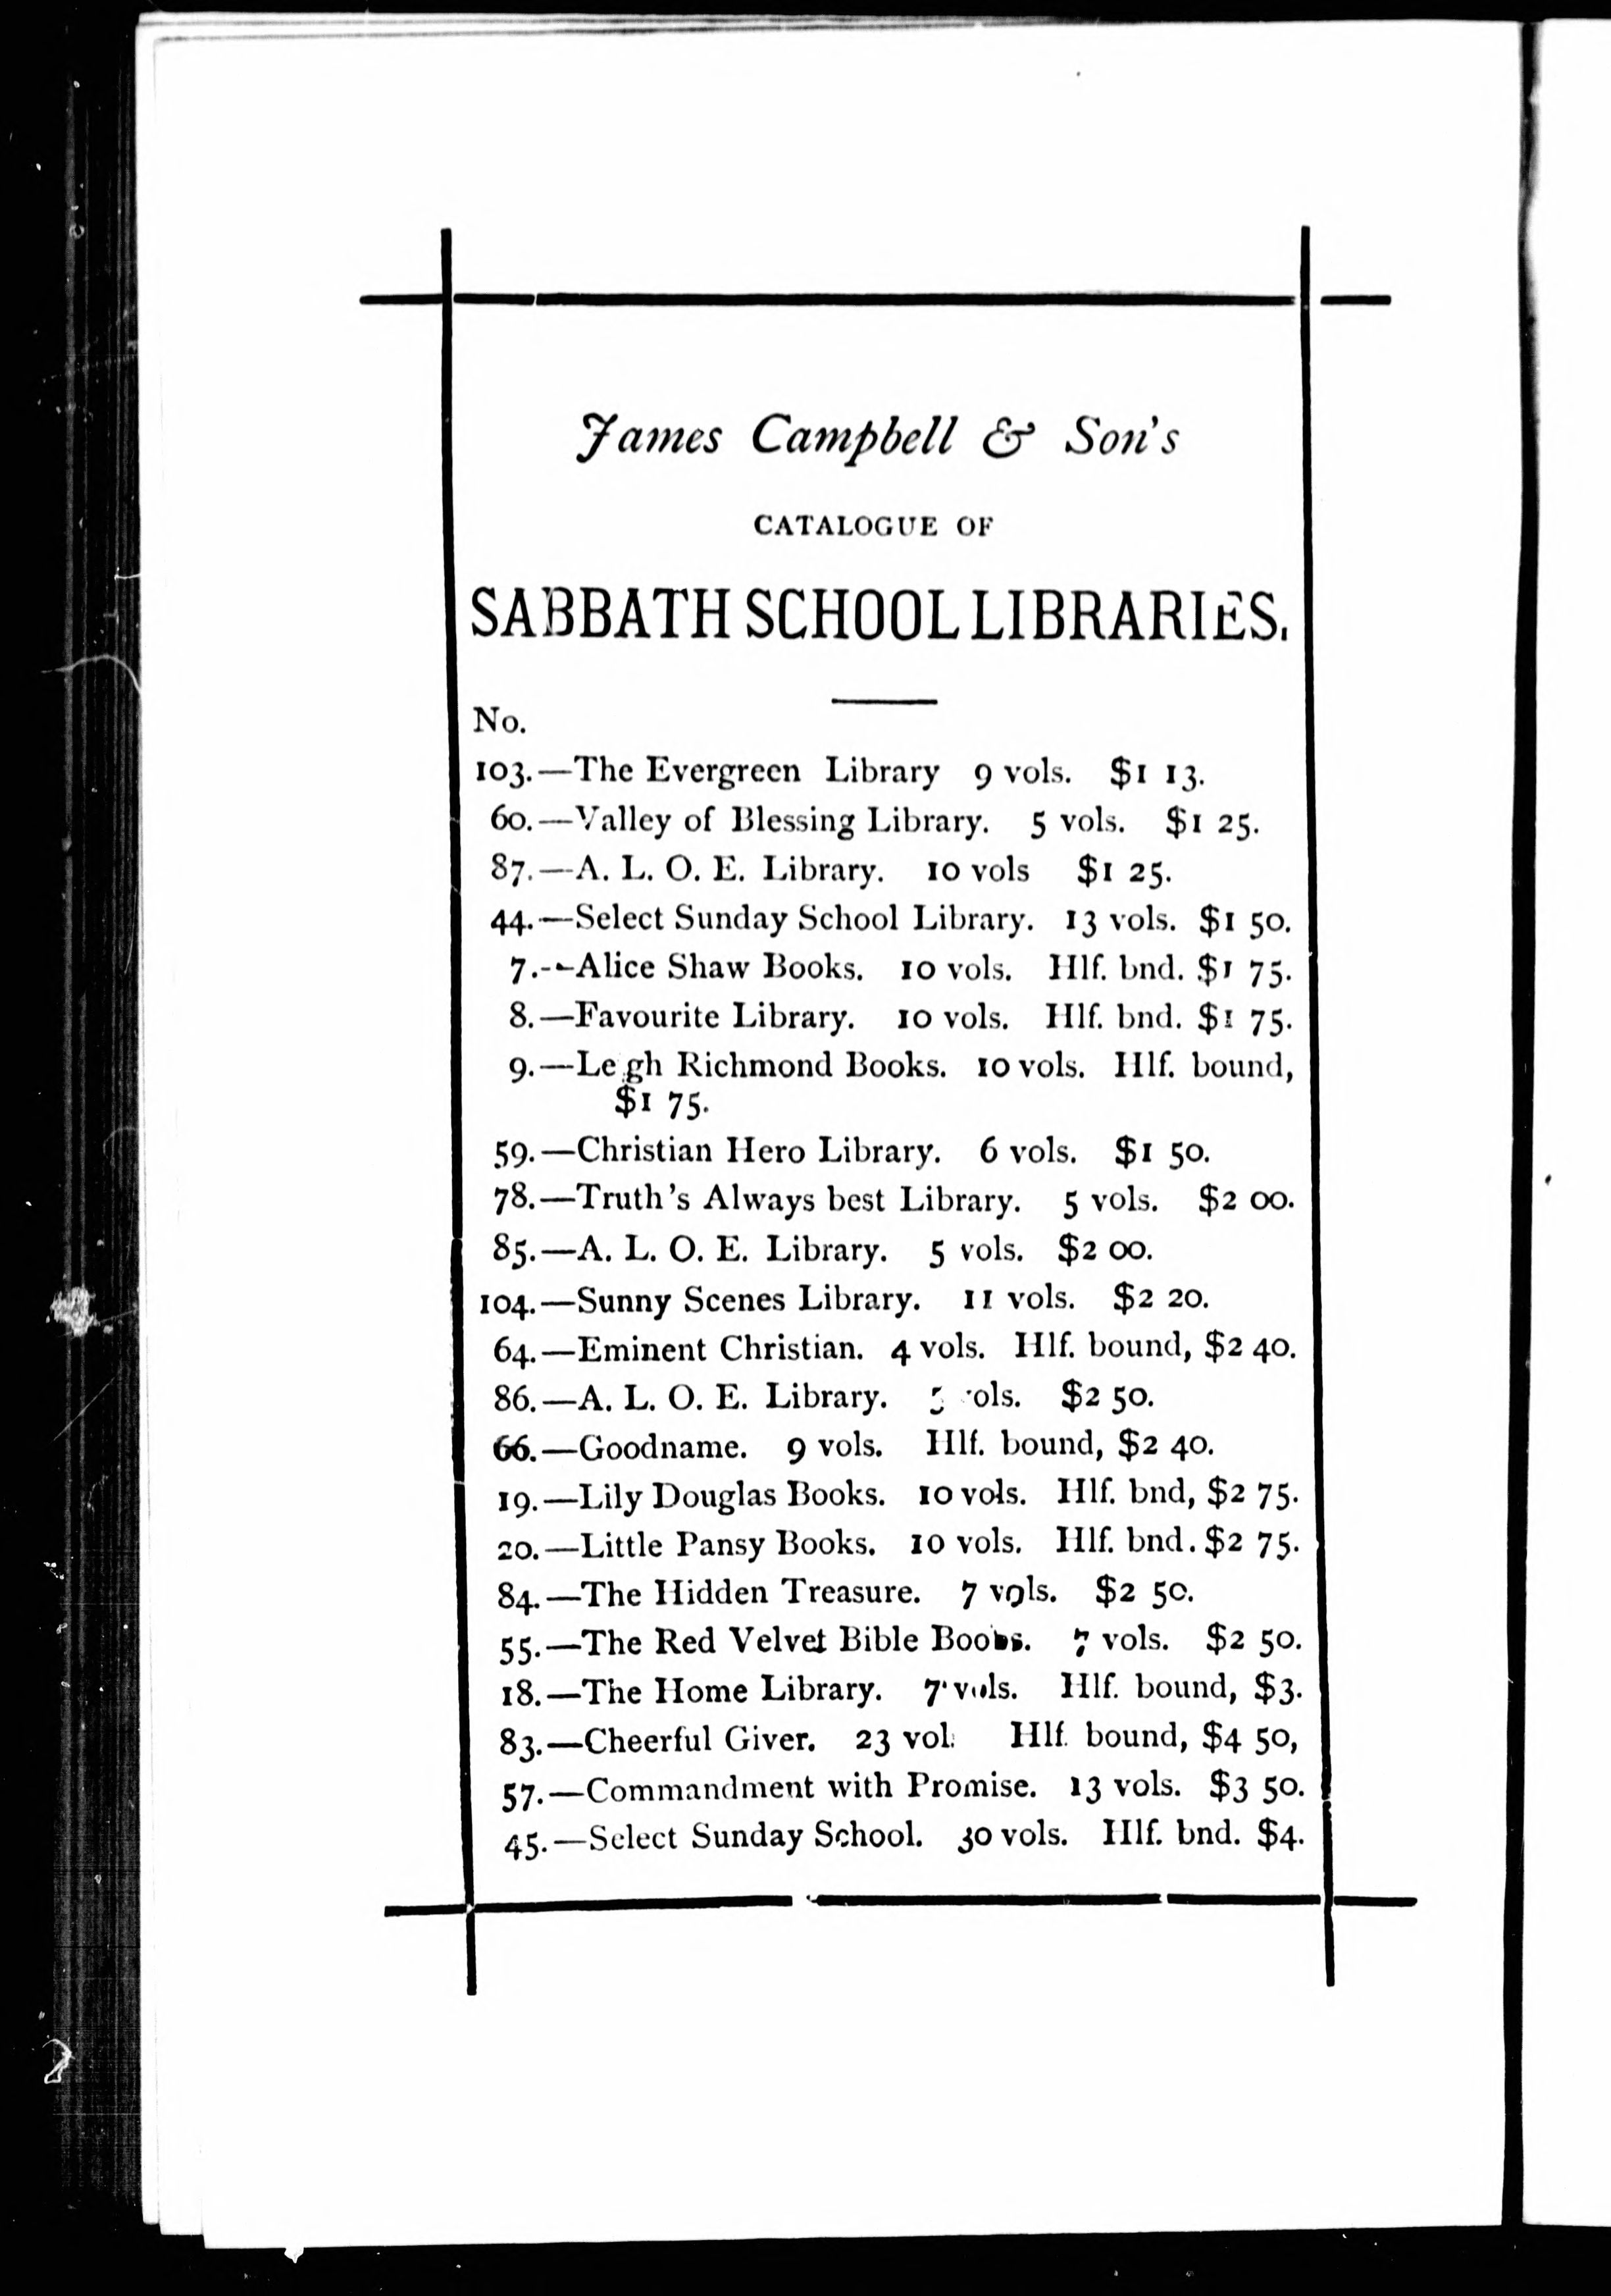 James Campbell & Son's
CATALOGUE OF
SABBATH SCHOOL LIBRARIES.
No.
103.—The Evergreen Library 9 vols. $1 13.
60.—Valley of Blessing Library. 5 vols. $1 25.
87.—A. L. O. E. Library. 10 vols $1 25.
44.—Select Sunday School Library. 13 vols. $1 50.
7.—Alice Shaw Books. 10 vols. Hlf. bnd. $1 75.
8.—Favourite Library. 10 vols. Hlf. bnd. $1 75.
9.—Leigh Richmond Books. 10 vols. Hlf. bound,
$1 75.
59.—Christian Hero Library. 6 vols. $1 50.
78.—Truth's Always best Library. 5 vols. $2 00.
85.—A. L. O. E. Library. 5 vols. $2 00.
104.—Sunny Scenes Library. 11 vols. $2 20.
64.—Eminent Christian. 4 vols. Hlf. bound, $2 40.
86.—A. L. O. E. Library. vols. $2 50.
66.—Goodname. 9 vols. Hlf. bound, $2 40.
19.—Lily Douglas Books. 10 vols. Hlf. bnd, $2 75.
20.—Little Pansy Books. 10 vols. Hlf. bnd. $2 75.
84.—The Hidden Treasure. 7 vols. $2 50.
55.—The Red Velvet Bible Books. 7 vols. $2 50.
18.—The Home Library. 7 vols. Hlf. bound, $3.
83.—Cheerful Giver. 23 vol. Hlf. bound, $4 50,
57.—Commandment with Promise. 13 vols. $3 50.
45.—Select Sunday School. 30 vols. Hlf. bnd. $4.